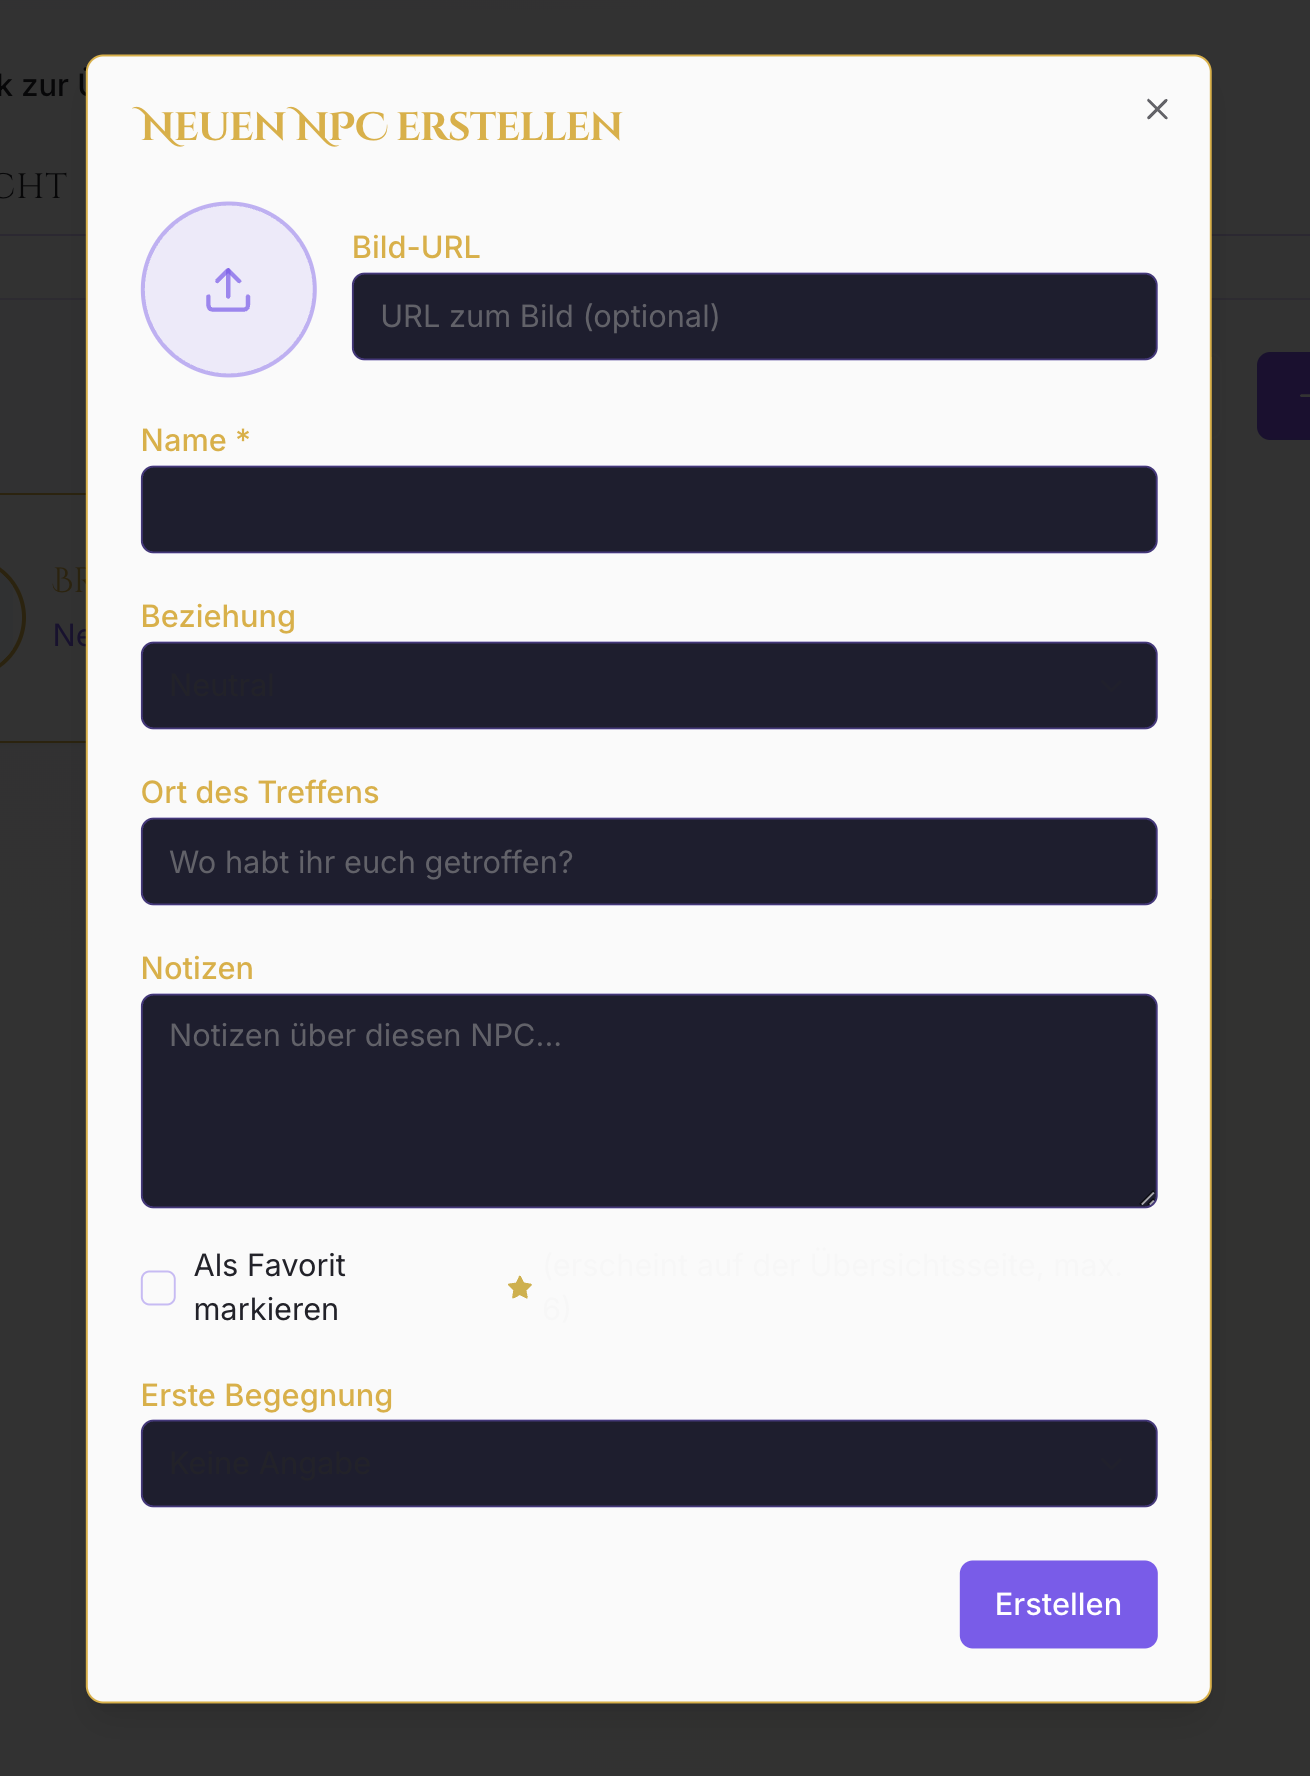 k zur Ü
CHT
NEUEN NPC ERSTELLEN
Bild-URL
URL zum Bild (optional)
Name *
Beziehung
Neutral
Ort des Treffens
Wo habt ihr euch getroffen?
Notizen
Notizen über diesen NPC...
Als Favorit
markieren
(erscheint auf der Übersichtsseite, max.
6)
Erste Begegnung
Keine Angabe
Erstellen
BR
Ne